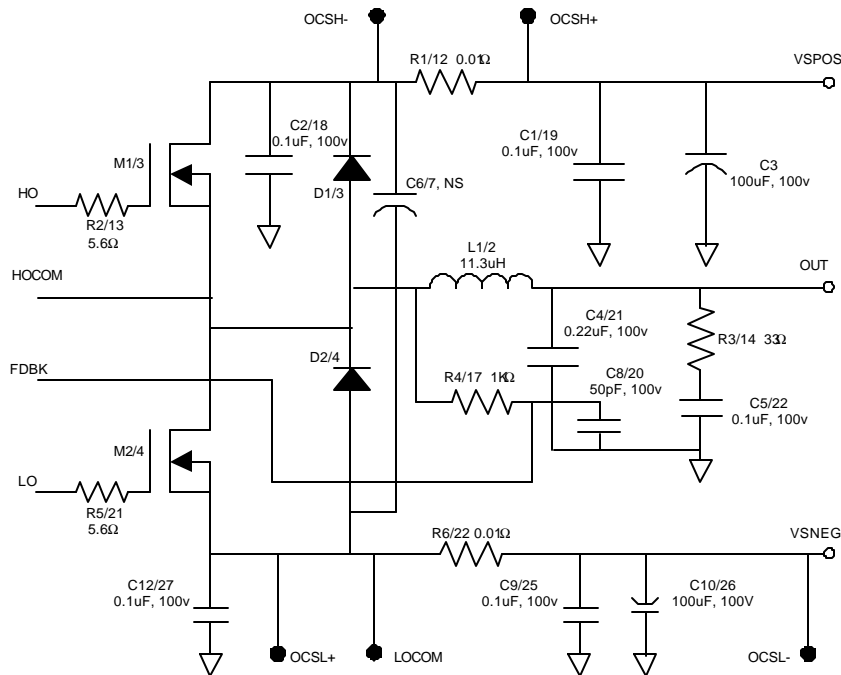 OCSH-
OCSH+
R1/12 0.01Ω
VSPOS
C2/18
0.1uF, 100v
C1/19
0.1uF, 100v
M1/3
C3
100uF, 100v
D1/3
C6/7, NS
HO
R2/13
5.6Ω
L1/2
11.3uH
HOCOM
OUT
C4/21
0.22uF, 100v
R3/14 33Ω
D2/4
FDBK
C8/20
50pF, 100v
R4/17 1KΩ
C5/22
0.1uF, 100v
M2/4
LO
R5/21
5.6Ω
R6/22 0.01Ω
VSNEG
C12/27
0.1uF, 100v
C9/25
0.1uF, 100v
C10/26
100uF, 100V
OCSL+
LOCOM
OCSL-